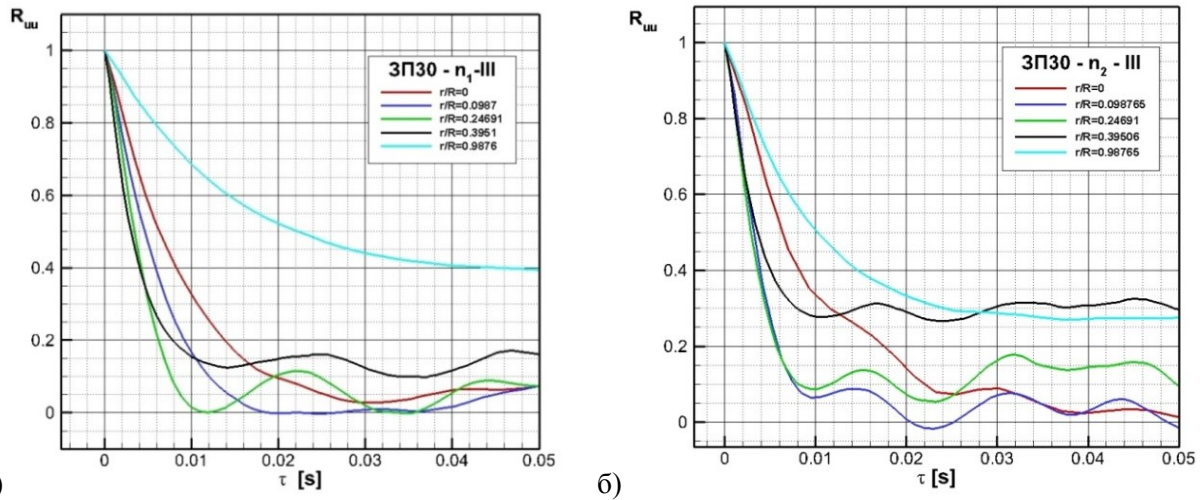 R_uu
1
0.8
0.6
0.4
0.2
0
0 0.01 0.02 0.03 0.04 0.05
τ [s]
ЗП30 - n₁-III
r/R=0
r/R=0.0987
r/R=0.24691
r/R=0.3951
r/R=0.9876
)
R_uu
1
0.8
0.6
0.4
0.2
0
0 0.01 0.02 0.03 0.04 0.05
τ [s]
ЗП30 - n₂ - III
r/R=0
r/R=0.098765
r/R=0.24691
r/R=0.39506
r/R=0.98765
б)